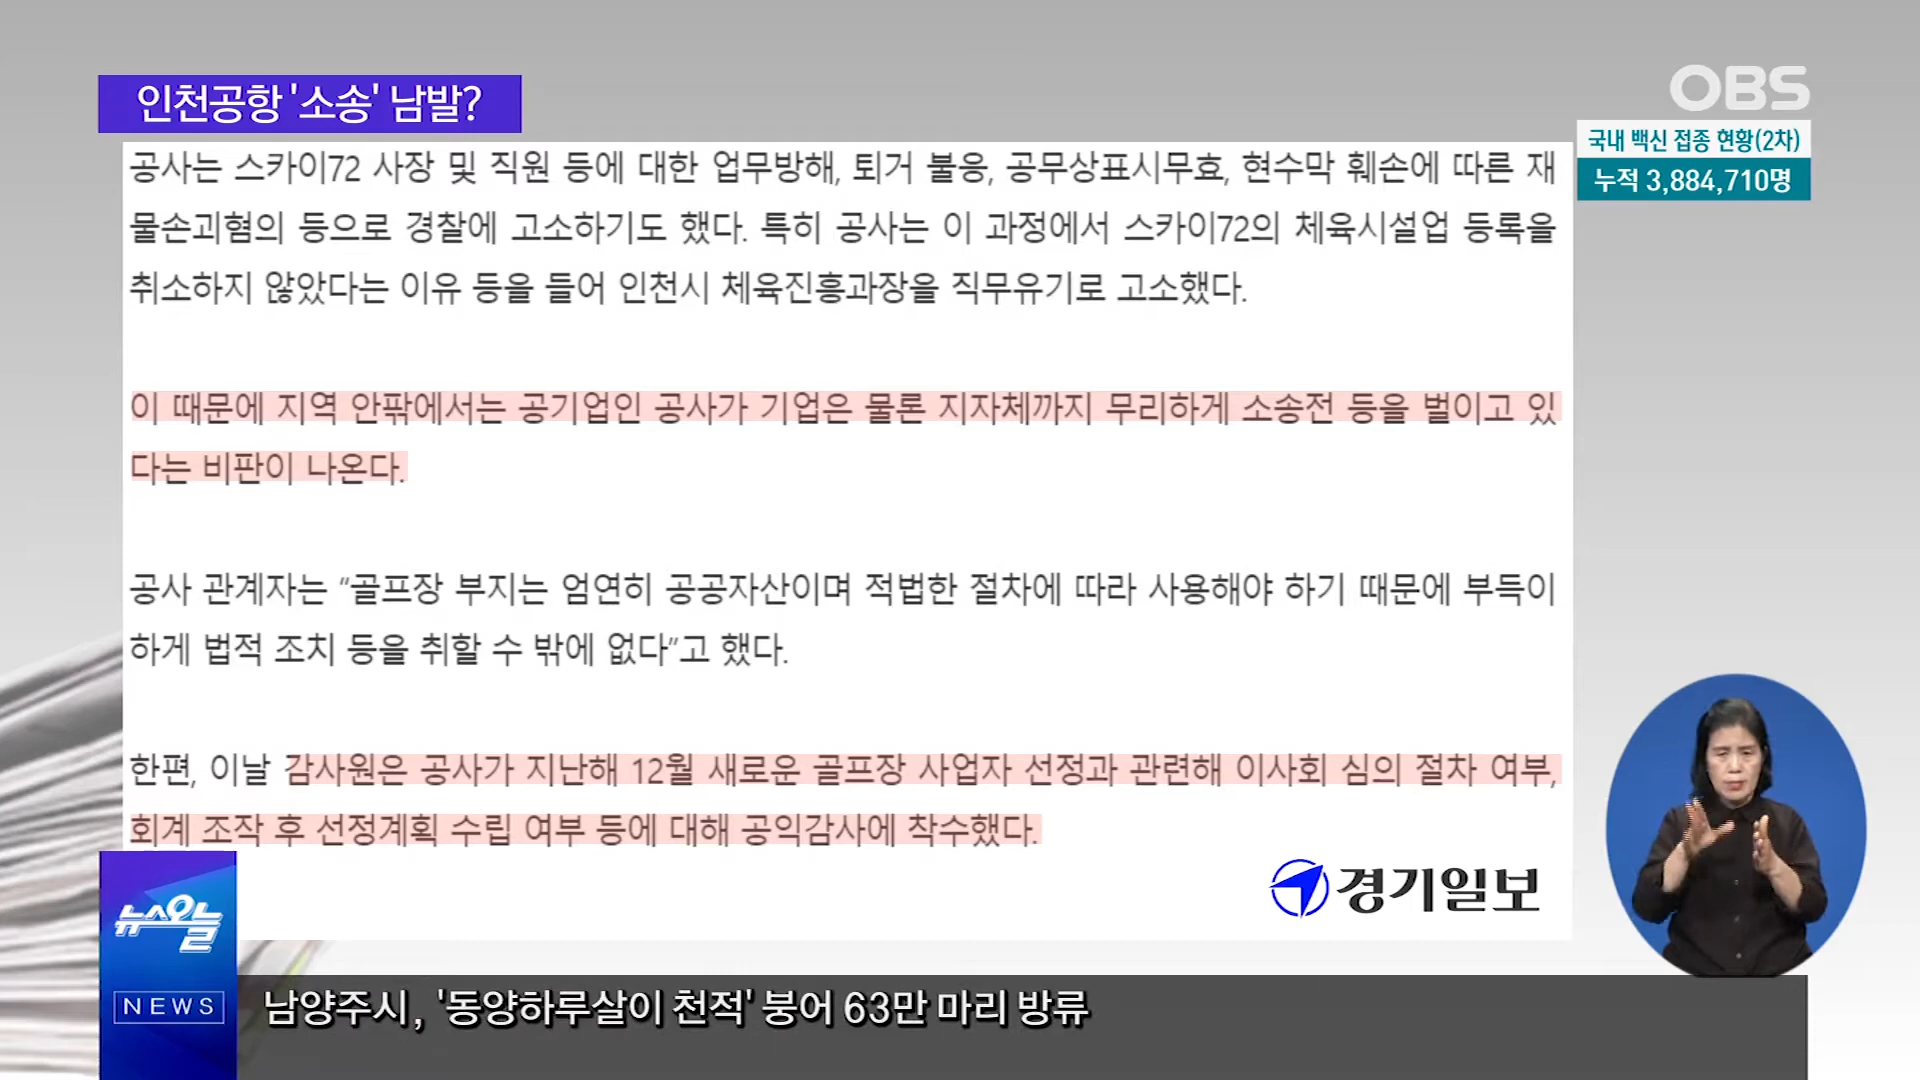 인천공항 '소송' 남발?
OBS
국내 백신 접종 현황(2차)
누적 3,884,710명
공사는 스카이72 사장 및 직원 등에 대한 업무방해, 퇴거 불응, 공무상표시무효, 현수막 훼손에 따른 재
물손괴혐의 등으로 경찰에 고소하기도 했다. 특히 공사는 이 과정에서 스카이72의 체육시설업 등록을
취소하지 않았다는 이유 등을 들어 인천시 체육진흥과장을 직무유기로 고소했다.
이 때문에 지역 안팎에서는 공기업인 공사가 기업은 물론 지자체까지 무리하게 소송전 등을 벌이고 있
다는 비판이 나온다.
공사 관계자는 “골프장 부지는 엄연히 공공자산이며 적법한 절차에 따라 사용해야 하기 때문에 부득이
하게 법적 조치 등을 취할 수 밖에 없다”고 했다.
한편, 이날 감사원은 공사가 지난해 12월 새로운 골프장 사업자 선정과 관련해 이사회 심의 절차 여부,
회계 조작 후 선정계획 수립 여부 등에 대해 공익감사에 착수했다.
경기일보
뉴스오늘
NEWS
남양주시, '동양하루살이 천적' 붕어 63만 마리 방류